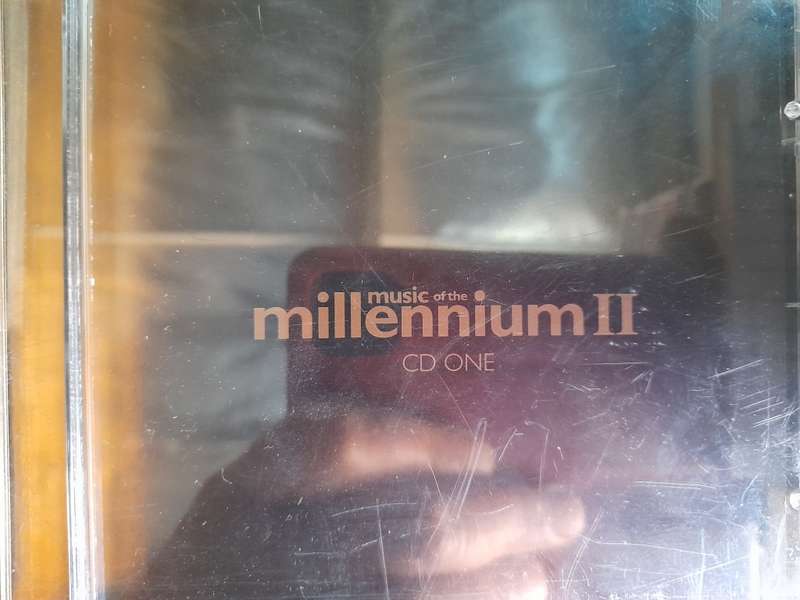 music of the
millennium II
CD ONE